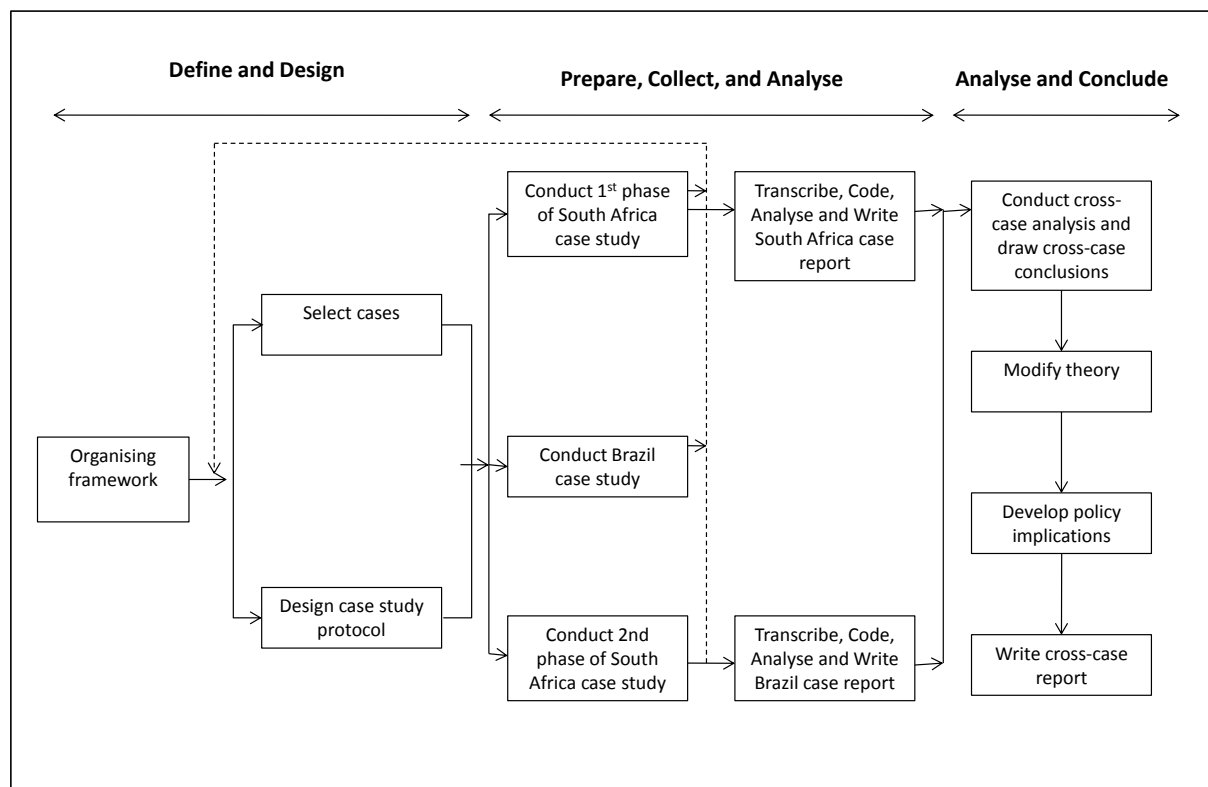 Define and Design
Prepare, Collect, and Analyse
Analyse and Conclude
Organising
framework
Select cases
Design case study
protocol
Conduct 1st phase
of South Africa
case study
Conduct Brazil
case study
Conduct 2nd
phase of South
Africa case study
Transcribe, Code,
Analyse and Write
South Africa case
report
Transcribe, Code,
Analyse and Write
Brazil case report
Conduct cross-
case analysis and
draw cross-case
conclusions
Modify theory
Develop policy
implications
Write cross-case
report